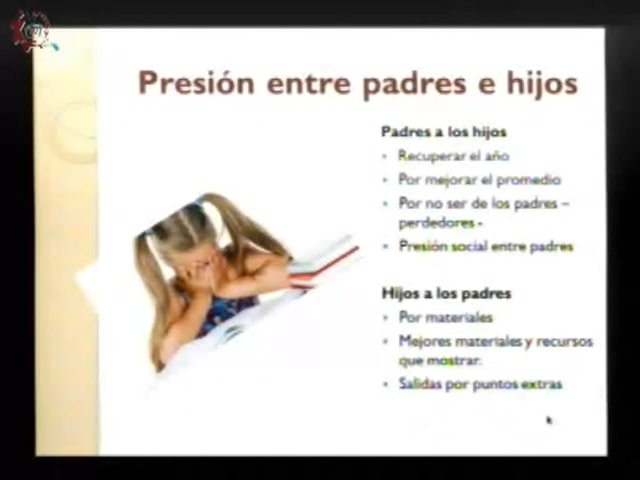 Presión entre padres e hijos
Padres a los hijos
• Recuperar el año
• Por mejorar el promedio
• Por no ser de los padres –
perdedores -
• Presión social entre padres
Hijos a los padres
• Por materiales
• Mejores materiales y recursos
que mostrar.
• Salidas por puntos extras